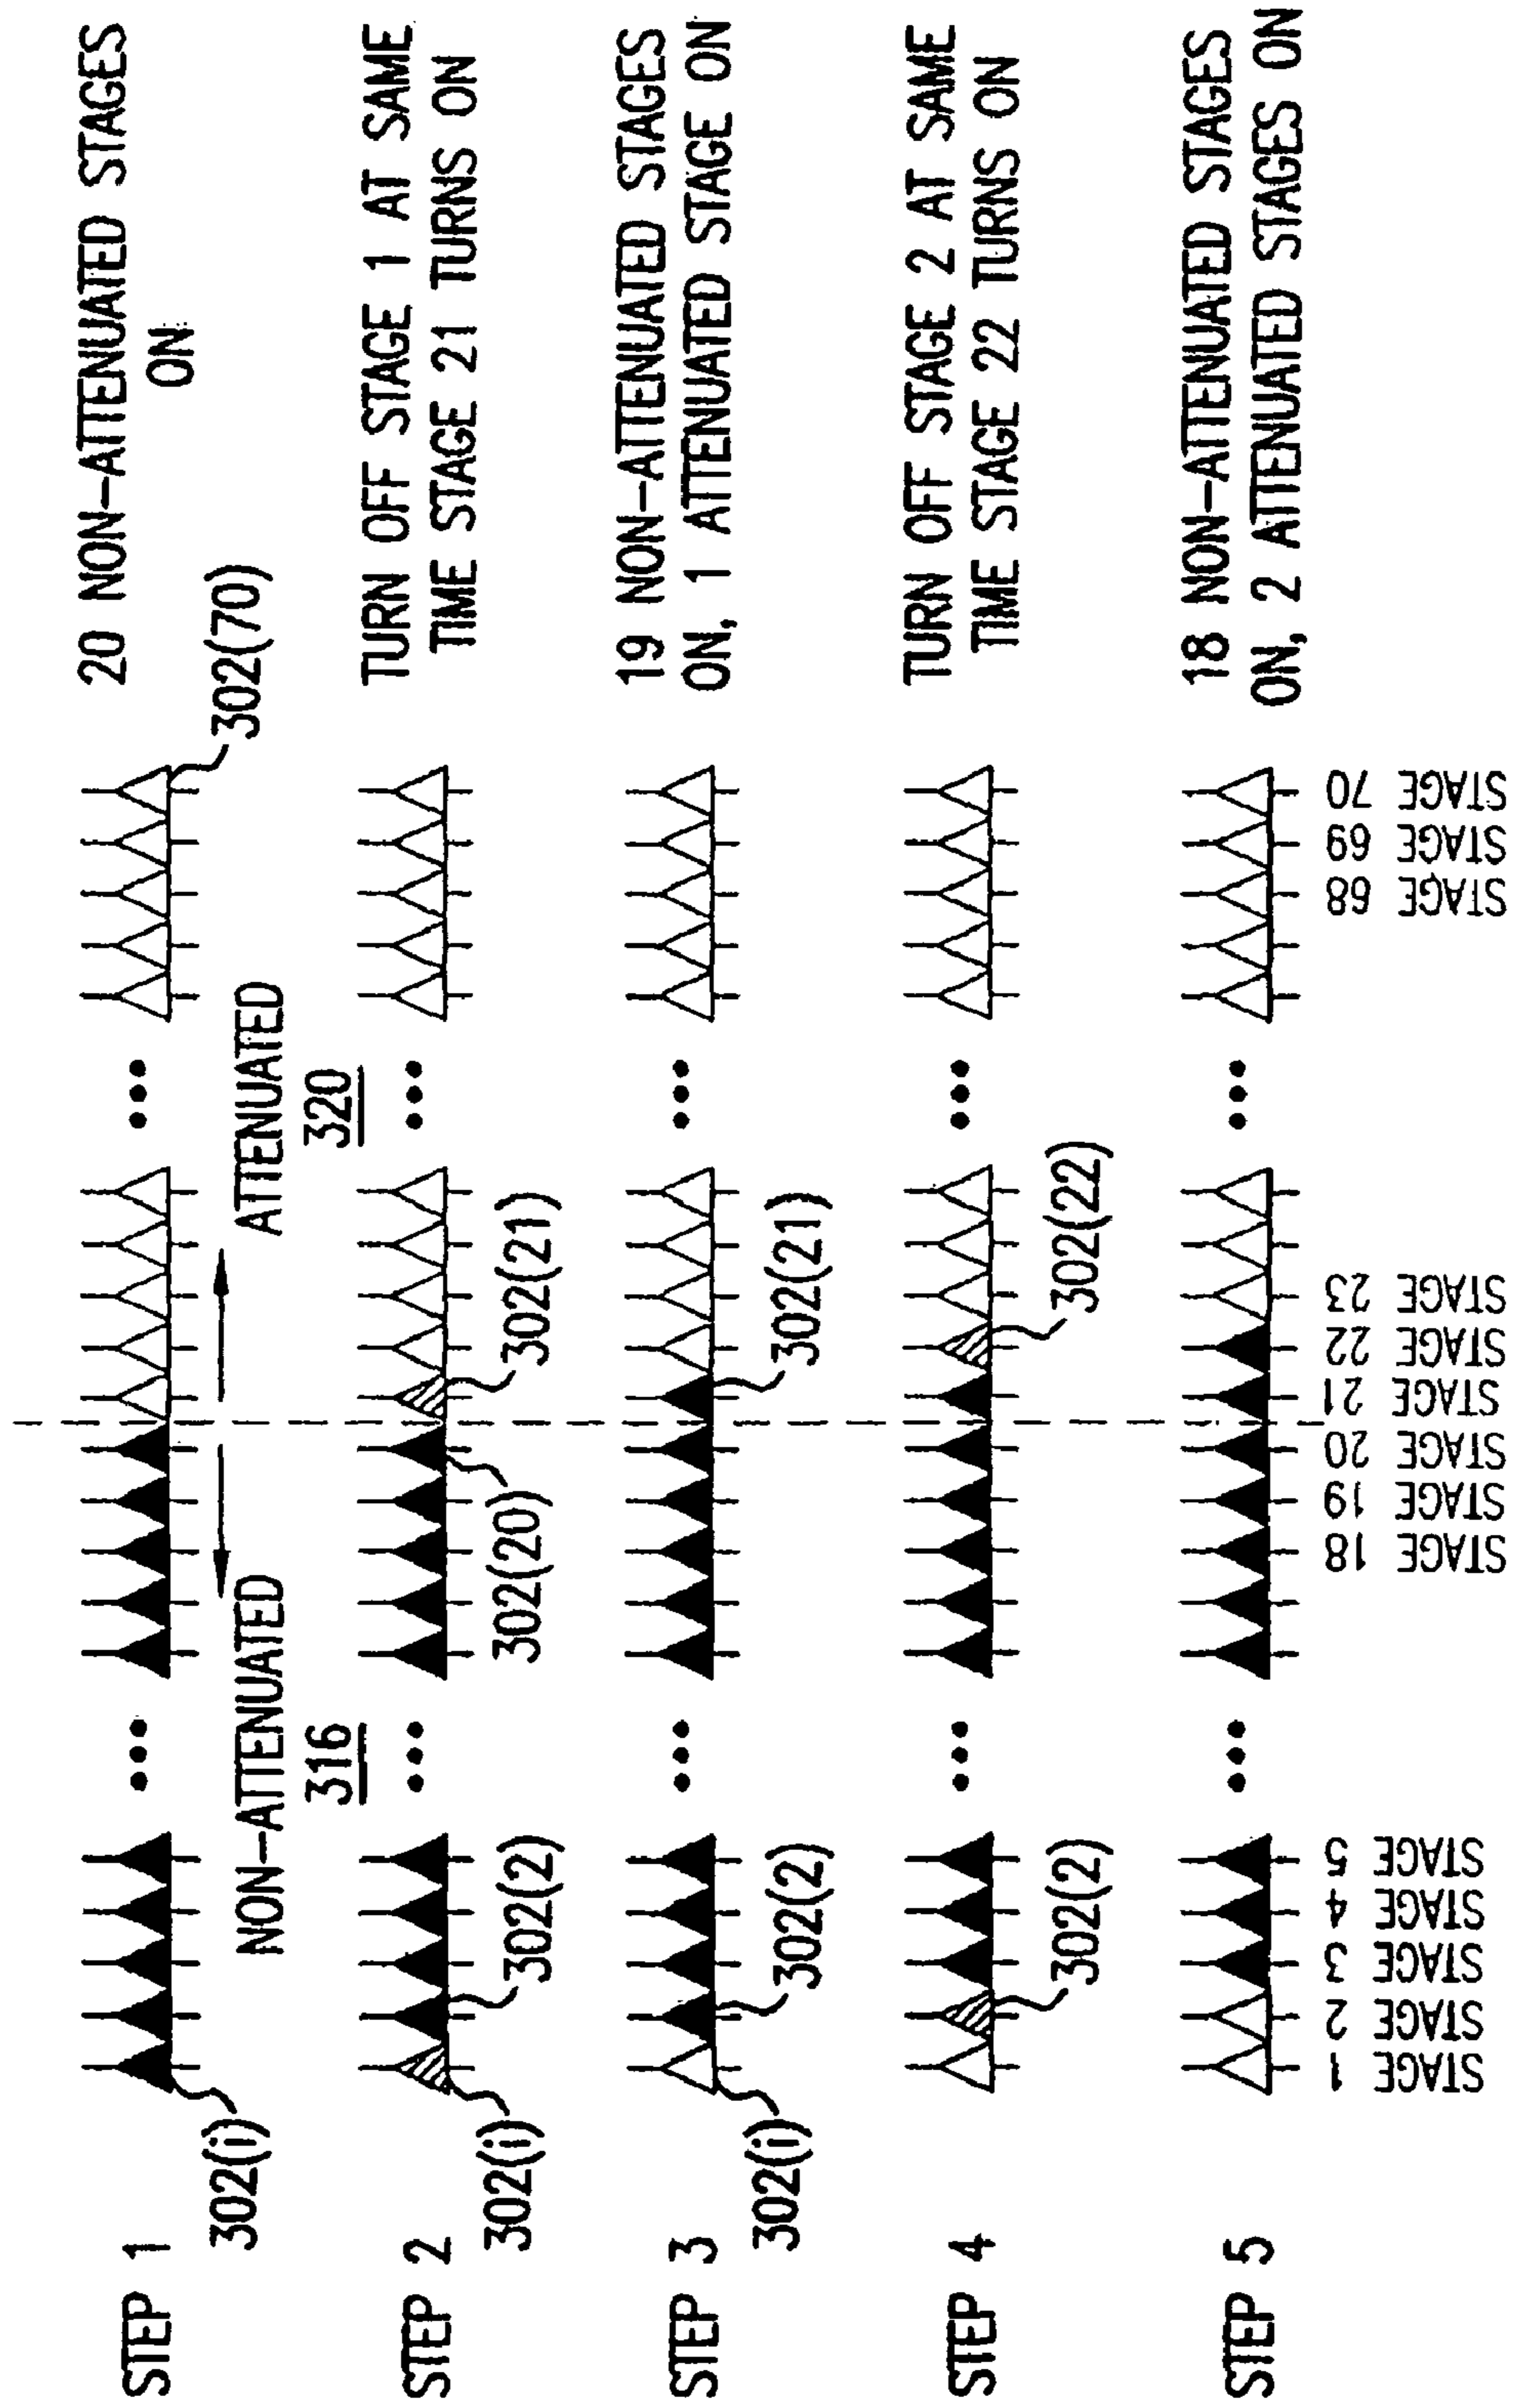 STEP 1
302(i)
302(70)
20 NON-ATTENUATED STAGES
ON
NON-ATTENUATED
316
ATTENUATED
320
STEP 2
302(i)
302(2)
302(20)
302(21)
TURN OFF STAGE 1 AT SAME
TIME STAGE 21 TURNS ON
STEP 3
302(i)
302(2)
302(21)
19 NON-ATTENUATED STAGES
ON, 1 ATTENUATED STAGE ON
STEP 4
302(2)
302(22)
TURN OFF STAGE 2 AT SAME
TIME STAGE 22 TURNS ON
STEP 5
18 NON-ATTENUATED STAGES
ON, 2 ATTENUATED STAGES ON
STAGE 1
STAGE 2
STAGE 3
STAGE 4
STAGE 5
STAGE 18
STAGE 19
STAGE 20
STAGE 21
STAGE 22
STAGE 23
STAGE 68
STAGE 69
STAGE 70